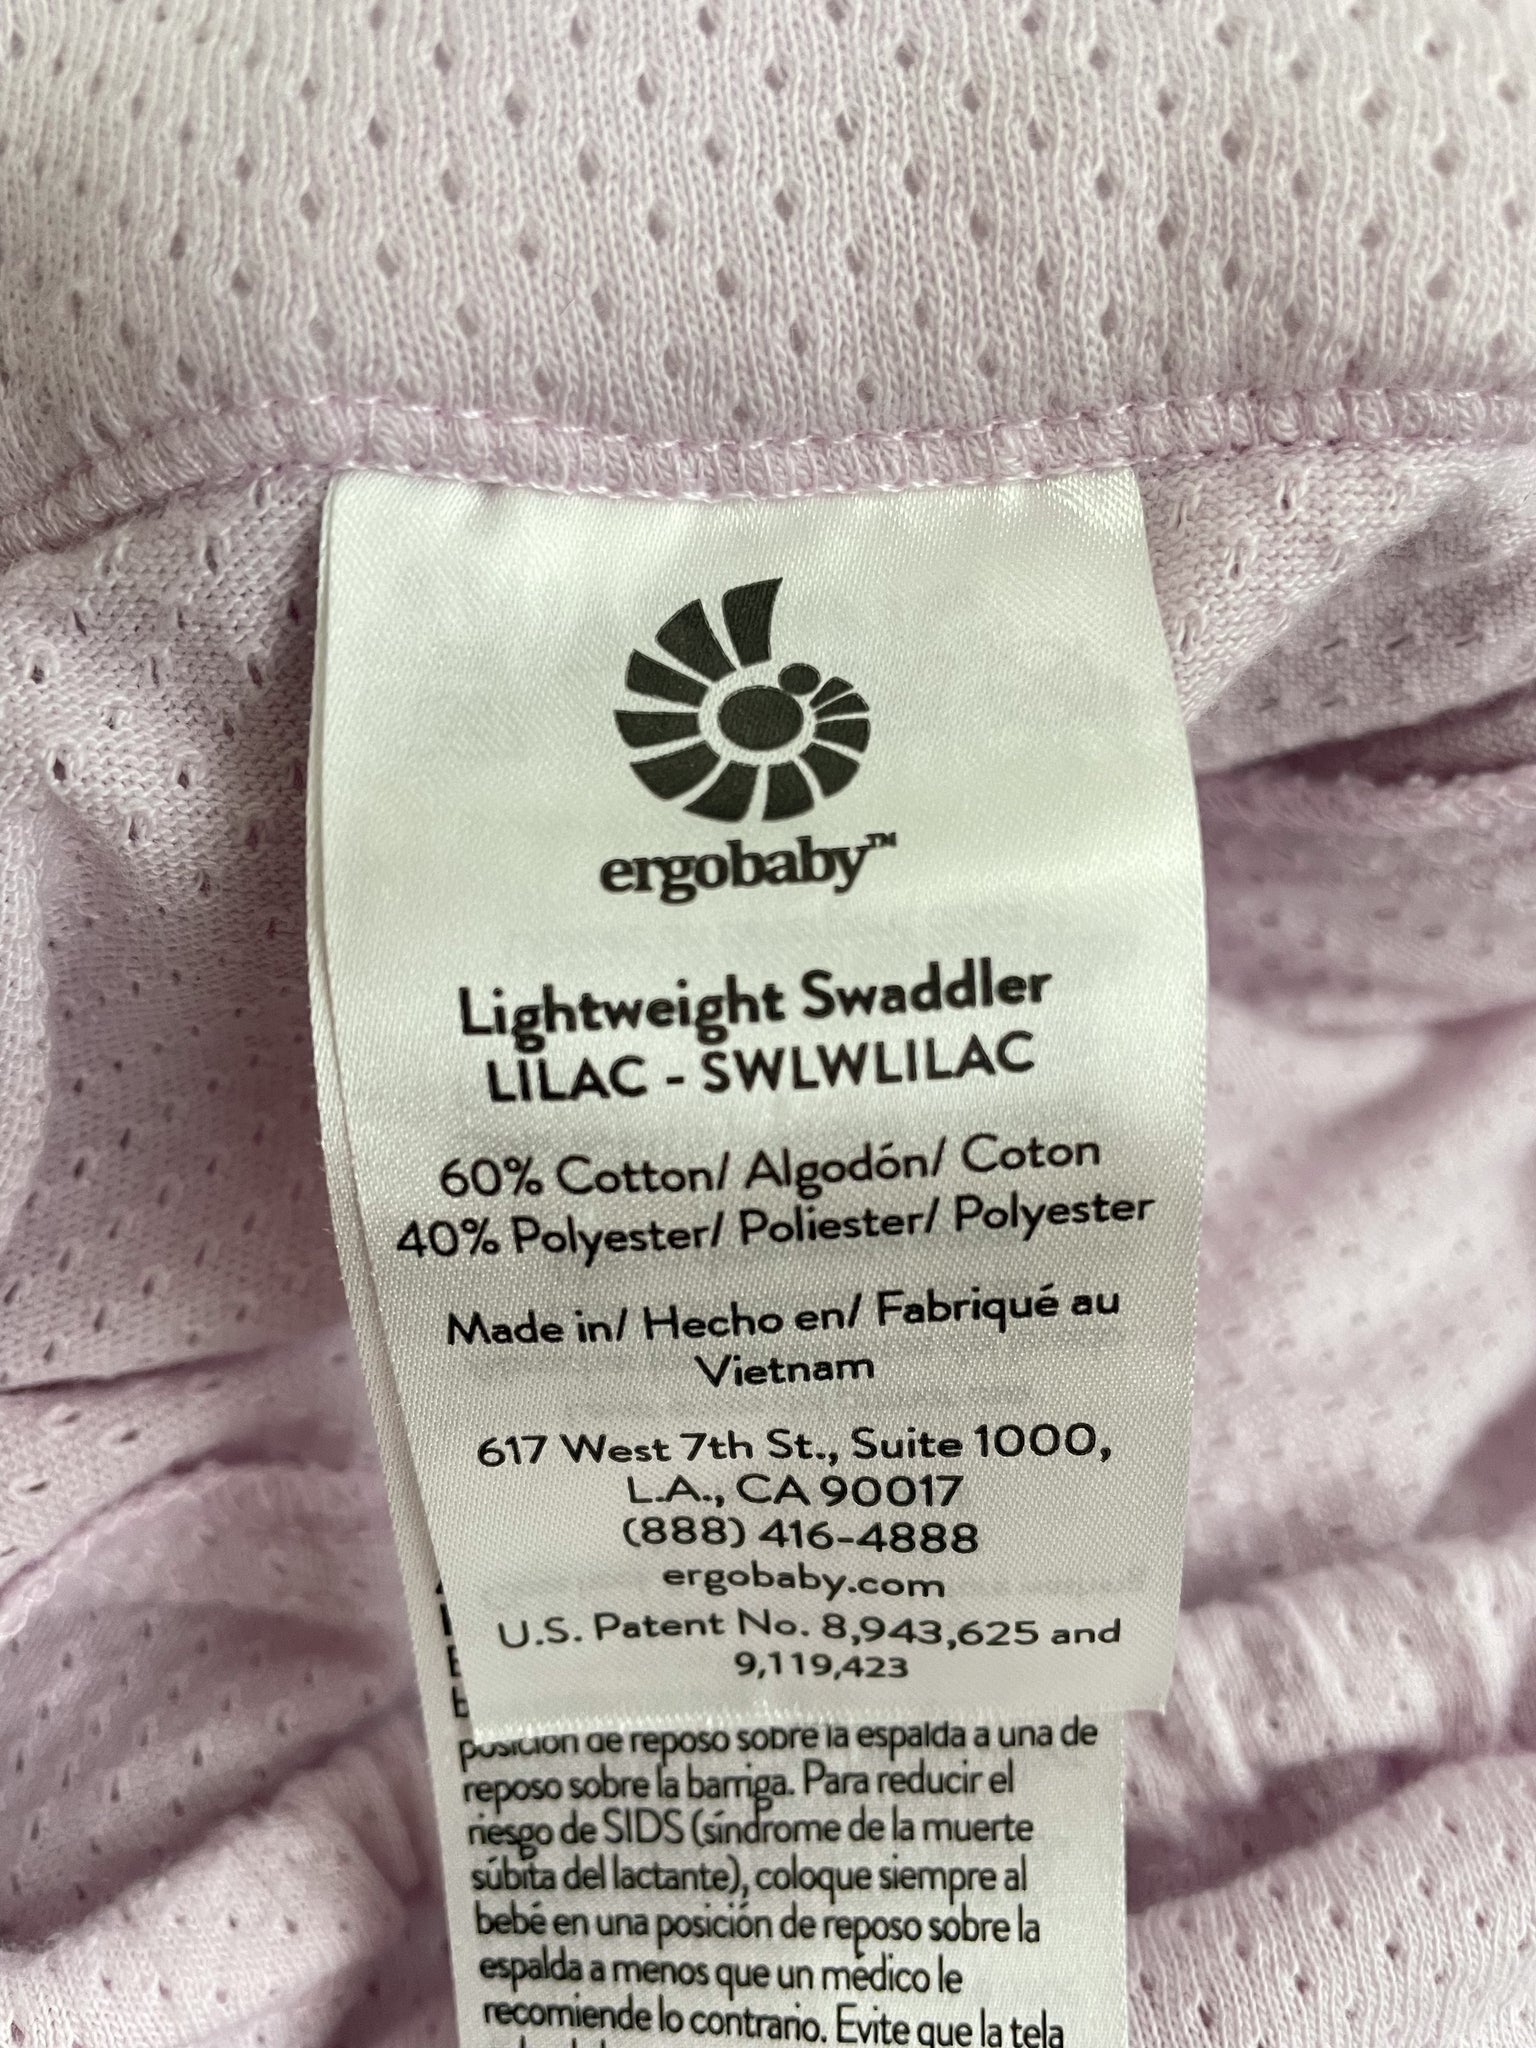 ergobaby™
Lightweight Swaddler
LILAC - SWLWLILAC
60% Cotton/ Algodón/ Coton
40% Polyester/ Poliester/ Polyester
Made in/ Hecho en/ Fabriqué au
Vietnam
617 West 7th St., Suite 1000,
L.A., CA 90017
(888) 416-4888
ergobaby.com
U.S. Patent No. 8,943,625 and
9,119,423
posición de reposo sobre la espalda a una de
reposo sobre la barriga. Para reducir el
riesgo de SIDS (síndrome de la muerte
súbita del lactante), coloque siempre al
bebé en una posición de reposo sobre la
espalda a menos que un médico le
recomiende lo contrario. Evite que la tela